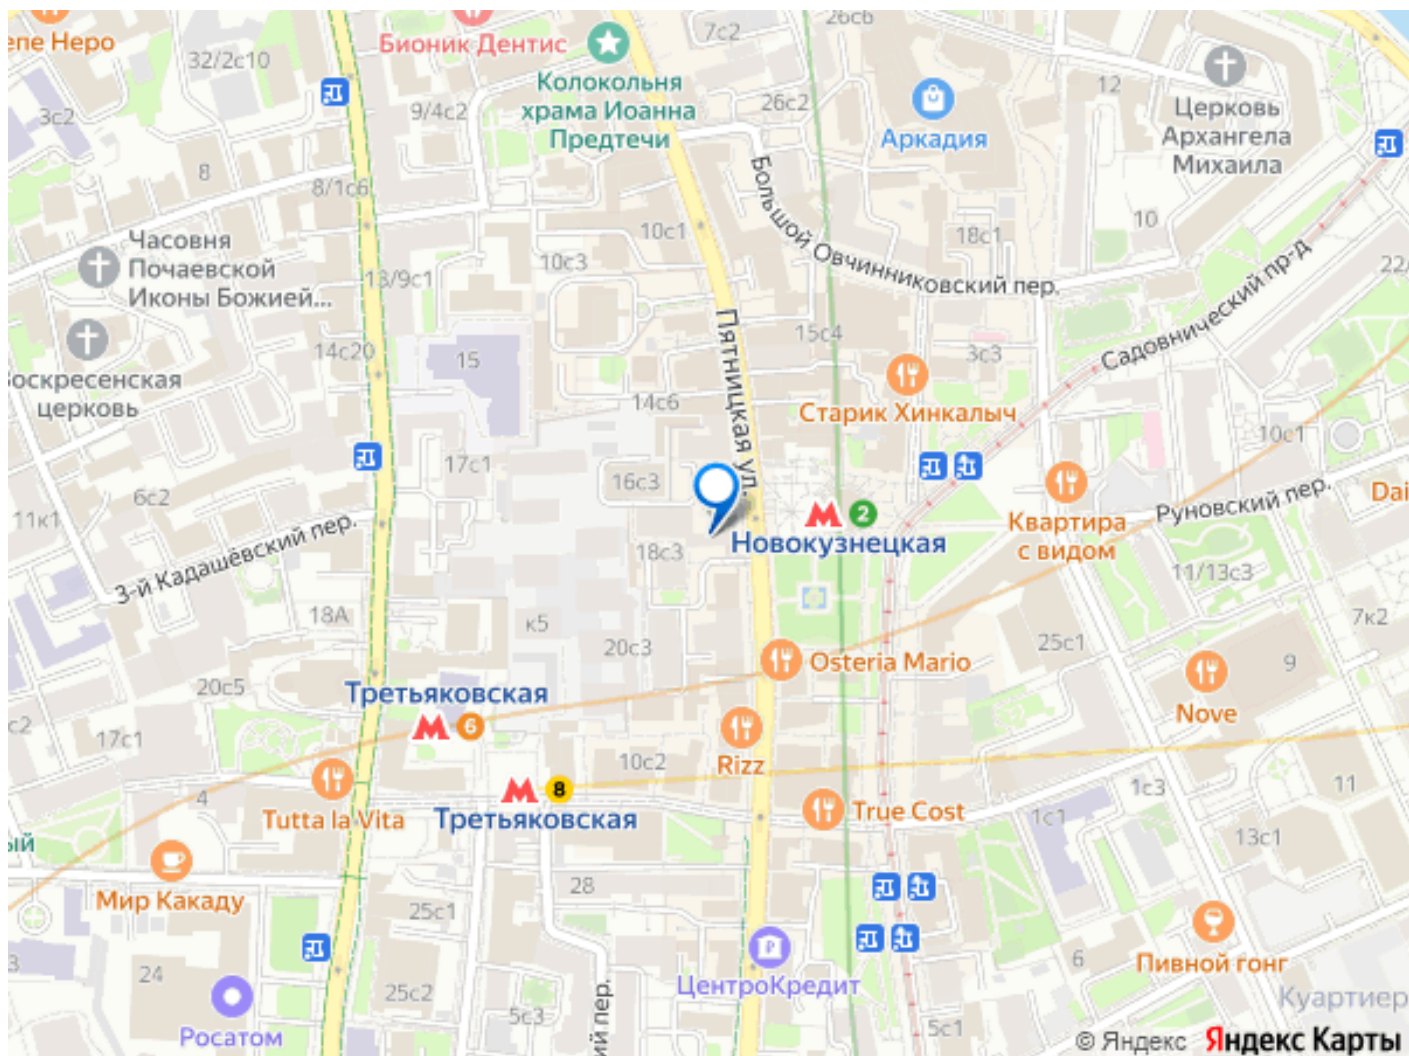 26с6
7с2
Бионик Дентис
епе Неро
32/2с10
Колокольня
храма Иоанна
Предтечи
9/4с2
3с2
26с2
Аркадия
12
Церковь
Архангела
Михаила
8
8/1с6
Большой Овчинниковский пер.
10
10с1
18с1
Часовня
Почаевской
Иконы Божией...
10с3
13/9с1
22/
Садовнический пр-д
Пятницкая ул.
15с4
3с3
14с20
15
Воскресенская
церковь
14с6
Старик Хинкалыч
10с1
17с1
16с3
6с2
11к1
3-й Кадашёвский пер.
М 2
Новокузнецкая
Квартира
с видом
Руновский пер.
Dai
18с3
11/13с3
18А
к5
7к2
20с3
25с1
Osteria Mario
9
20с5
Третьяковская
М 6
Nove
с2
17с1
10с2
Rizz
М 8
Третьяковская
4
Tutta la Vita
True Cost
1с3
11
1с1
13с1
ый
Мир Какаду
28
25с1
Пивной гонг
6
3
24
ЦентроКредит
25с2
Куартиер
Росатом
5с3
ий пер.
5с1
© Яндекс Яндекс Карты